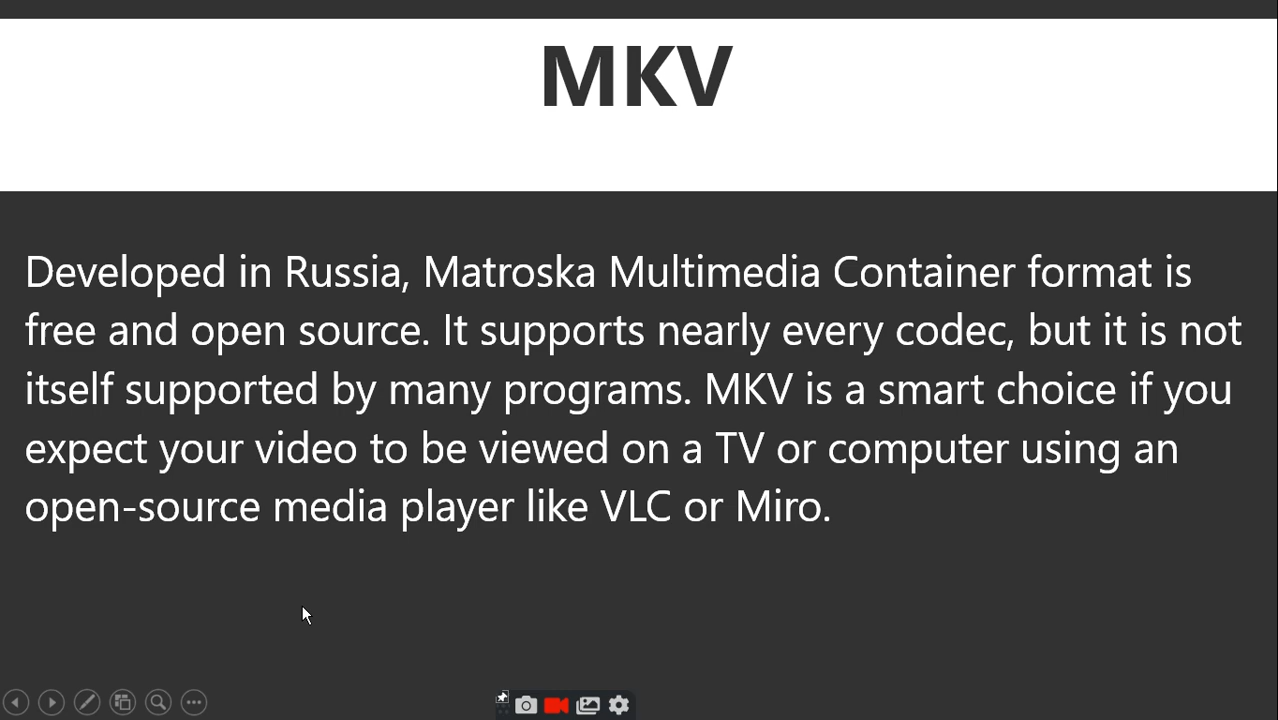 MKV
Developed in Russia, Matroska Multimedia Container format is
free and open source. It supports nearly every codec, but it is not
itself supported by many programs. MKV is a smart choice if you
expect your video to be viewed on a TV or computer using an
open-source media player like VLC or Miro.